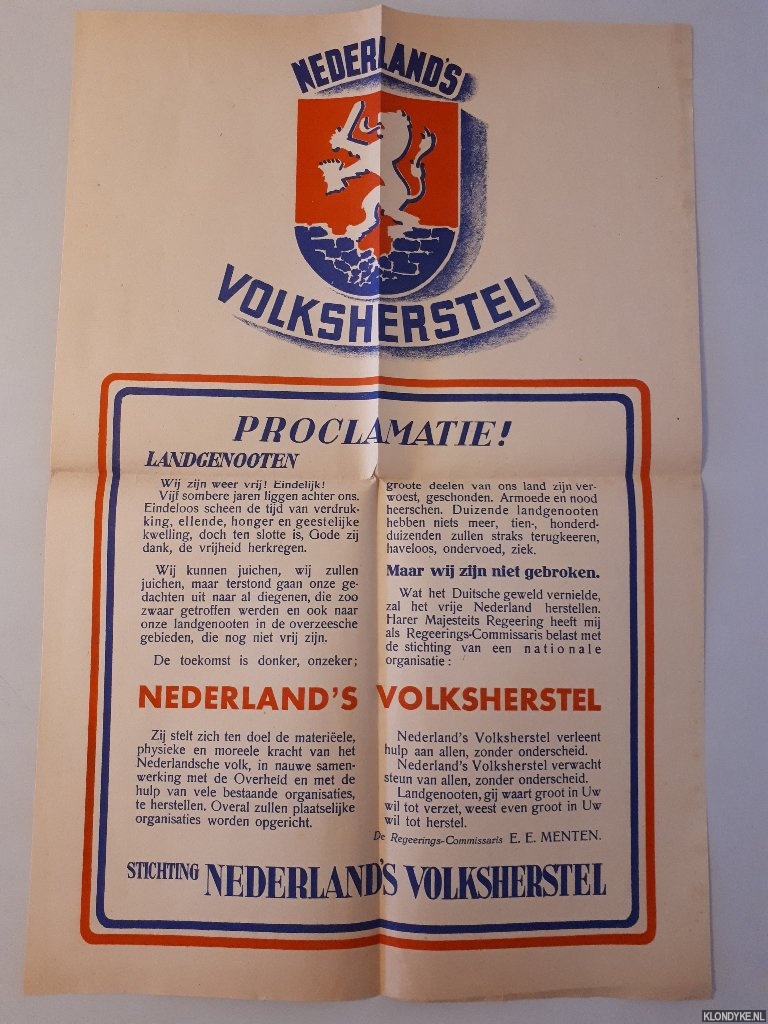 NEDERLAND'S
VOLKSHERSTEL
PROCLAMATIE!
LANDGENOOTEN
Wij zijn weer vrij! Eindelijk!
Vijf sombere jaren liggen achter ons.
Eindeloos scheen de tijd van verdruk-
king, ellende, honger en geestelijke
kwelling, doch ten slotte is, Gode zij
dank, de vrijheid herkregen.
Wij kunnen juichen, wij zullen
juichen, maar terstond gaan onze ge-
dachten uit naar al diegenen, die zoo
zwaar getroffen werden en ook naar
onze landgenooten in de overzeesche
gebieden, die nog niet vrij zijn.
De toekomst is donker, onzeker;
groote deelen van ons land zijn ver-
woest, geschonden. Armoede en nood
heerschen. Duizende landgenooten
hebben niets meer, tien-, honderd-
duizenden zullen straks terugkeeren,
haveloos, ondervoed, ziek.
Maar wij zijn niet gebroken.
Wat het Duitsche geweld vernielde,
zal het vrije Nederland herstellen.
Harer Majesteits Regeering heeft mij
als Regeerings-Commissaris belast met
de stichting van een nationale
organisatie:
NEDERLAND'S VOLKSHERSTEL
Zij stelt zich ten doel de materiëele,
physieke en moreele kracht van het
Nederlandsche volk, in nauwe samen-
werking met de Overheid en met de
hulp van vele bestaande organisaties,
te herstellen. Overal zullen plaatselijke
organisaties worden opgericht.
Nederland's Volksherstel verleent
hulp aan allen, zonder onderscheid.
Nederland's Volksherstel verwacht
steun van allen, zonder onderscheid.
Landgenooten, gij waart groot in Uw
wil tot verzet, weest even groot in Uw
wil tot herstel.
De Regeerings-Commissaris E. E. MENTEN.
STICHTING NEDERLAND'S VOLKSHERSTEL
KLONDYKE.NL